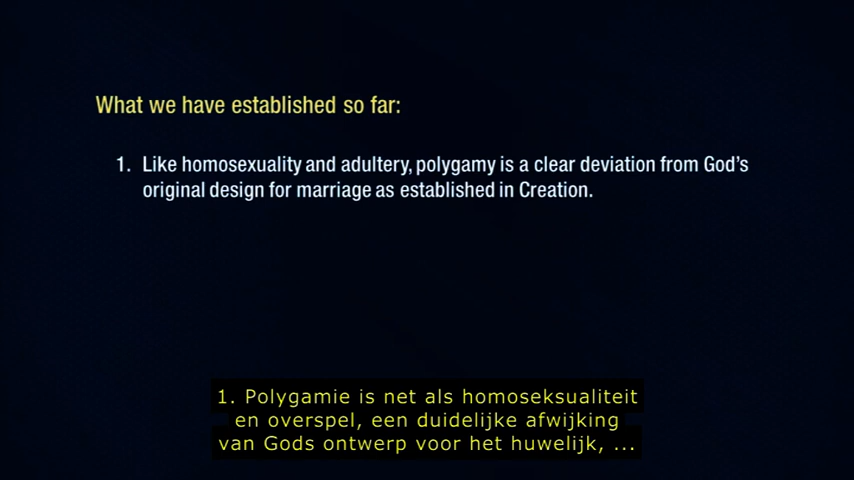 What we have established so far:
1. Like homosexuality and adultery, polygamy is a clear deviation from God's
original design for marriage as established in Creation.
1. Polygamie is net als homoseksualiteit
en overspel, een duidelijke afwijking
van Gods ontwerp voor het huwelijk, ...